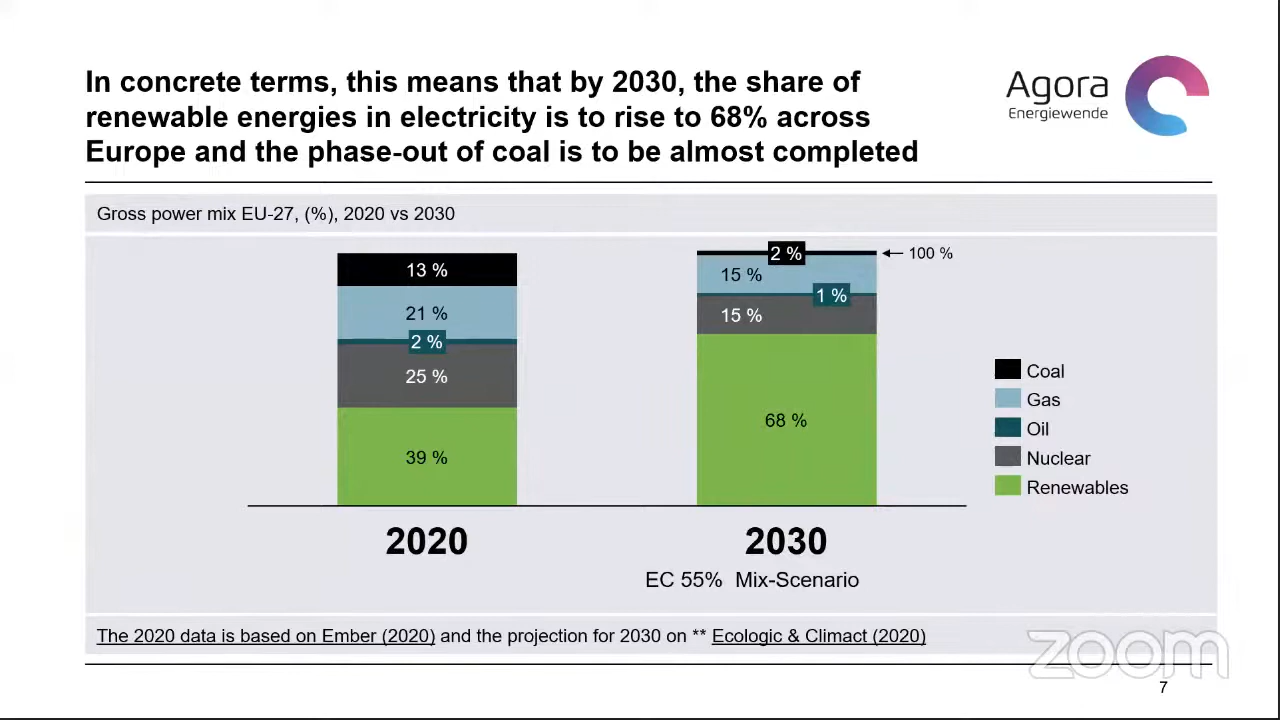 In concrete terms, this means that by 2030, the share of
renewable energies in electricity is to rise to 68% across
Europe and the phase-out of coal is to be almost completed
Agora
Energiewende
Gross power mix EU-27, (%), 2020 vs 2030
13 %
21 %
2 %
25 %
39 %
2 %
100 %
15 %
1 %
15 %
68 %
Coal
Gas
Oil
Nuclear
Renewables
2020
2030
EC 55% Mix-Scenario
The 2020 data is based on Ember (2020) and the projection for 2030 on ** Ecologic & Climact (2020)
zoom
7